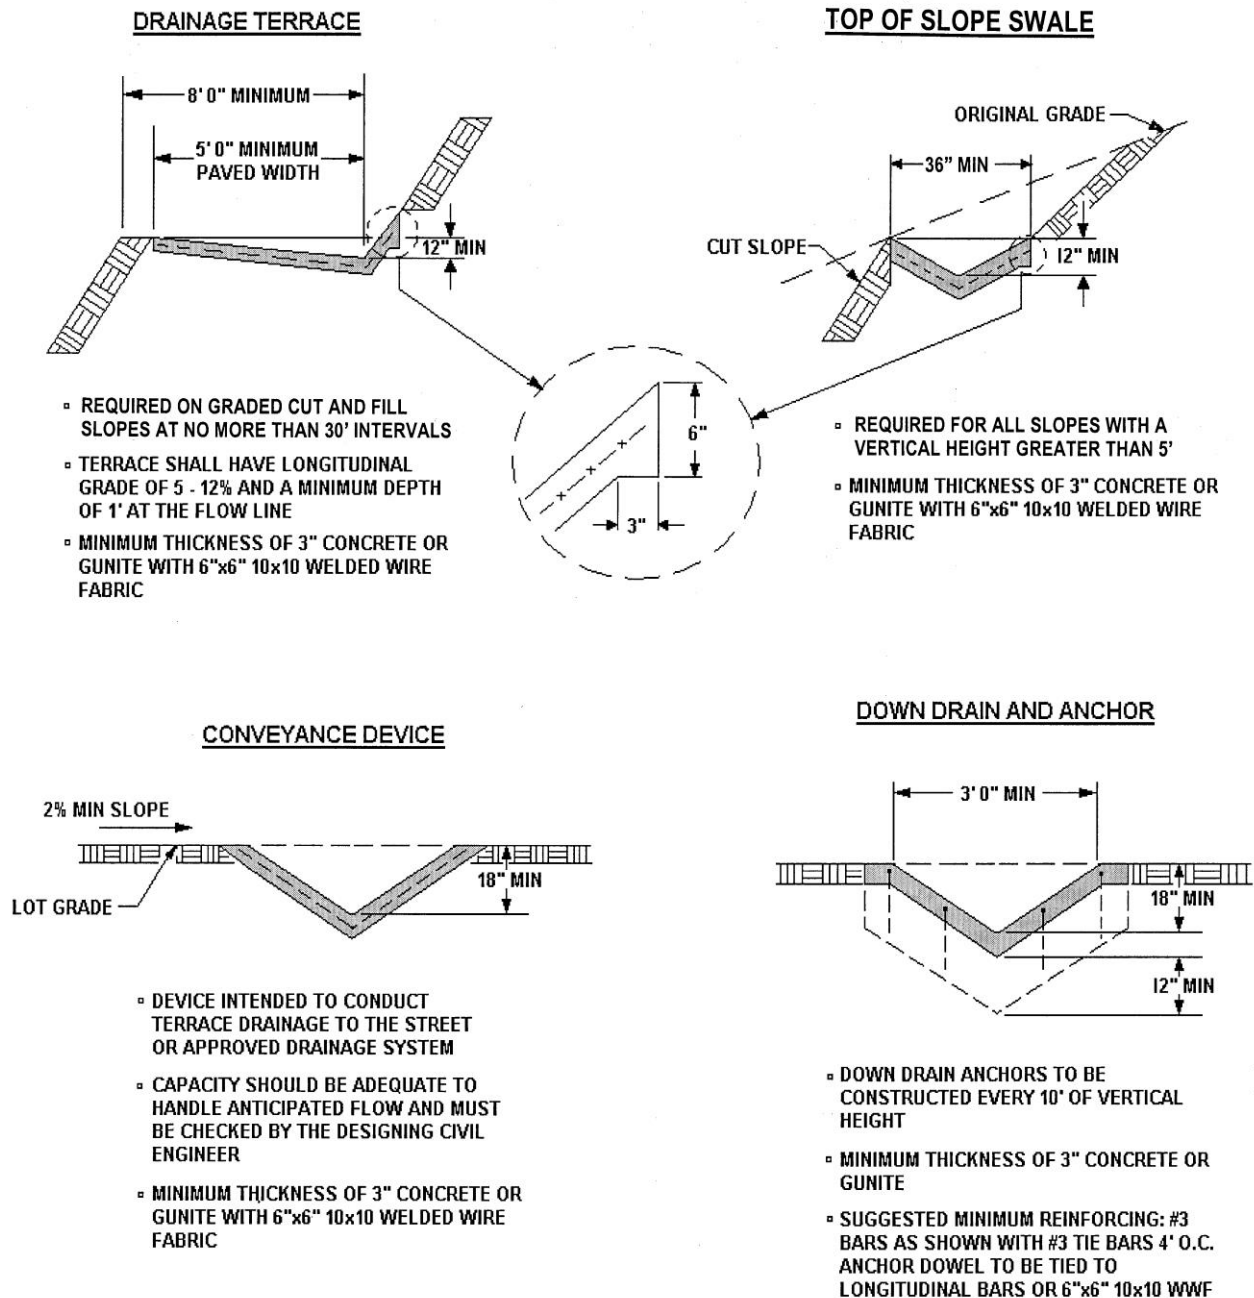 DRAINAGE TERRACE
8' 0" MINIMUM
5' 0" MINIMUM
PAVED WIDTH
12" MIN
▫ REQUIRED ON GRADED CUT AND FILL
SLOPES AT NO MORE THAN 30' INTERVALS
▫ TERRACE SHALL HAVE LONGITUDINAL
GRADE OF 5 - 12% AND A MINIMUM DEPTH
OF 1' AT THE FLOW LINE
▫ MINIMUM THICKNESS OF 3" CONCRETE OR
GUNITE WITH 6"x6" 10x10 WELDED WIRE
FABRIC
6"
3"
TOP OF SLOPE SWALE
ORIGINAL GRADE
36" MIN
CUT SLOPE
12" MIN
▫ REQUIRED FOR ALL SLOPES WITH A
VERTICAL HEIGHT GREATER THAN 5'
▫ MINIMUM THICKNESS OF 3" CONCRETE OR
GUNITE WITH 6"x6" 10x10 WELDED WIRE
FABRIC
CONVEYANCE DEVICE
2% MIN SLOPE
LOT GRADE
18" MIN
▫ DEVICE INTENDED TO CONDUCT
TERRACE DRAINAGE TO THE STREET
OR APPROVED DRAINAGE SYSTEM
▫ CAPACITY SHOULD BE ADEQUATE TO
HANDLE ANTICIPATED FLOW AND MUST
BE CHECKED BY THE DESIGNING CIVIL
ENGINEER
▫ MINIMUM THICKNESS OF 3" CONCRETE OR
GUNITE WITH 6"x6" 10x10 WELDED WIRE
FABRIC
DOWN DRAIN AND ANCHOR
3' 0" MIN
18" MIN
12" MIN
▫ DOWN DRAIN ANCHORS TO BE
CONSTRUCTED EVERY 10' OF VERTICAL
HEIGHT
▫ MINIMUM THICKNESS OF 3" CONCRETE OR
GUNITE
▫ SUGGESTED MINIMUM REINFORCING: #3
BARS AS SHOWN WITH #3 TIE BARS 4' O.C.
ANCHOR DOWEL TO BE TIED TO
LONGITUDINAL BARS OR 6"x6" 10x10 WWF